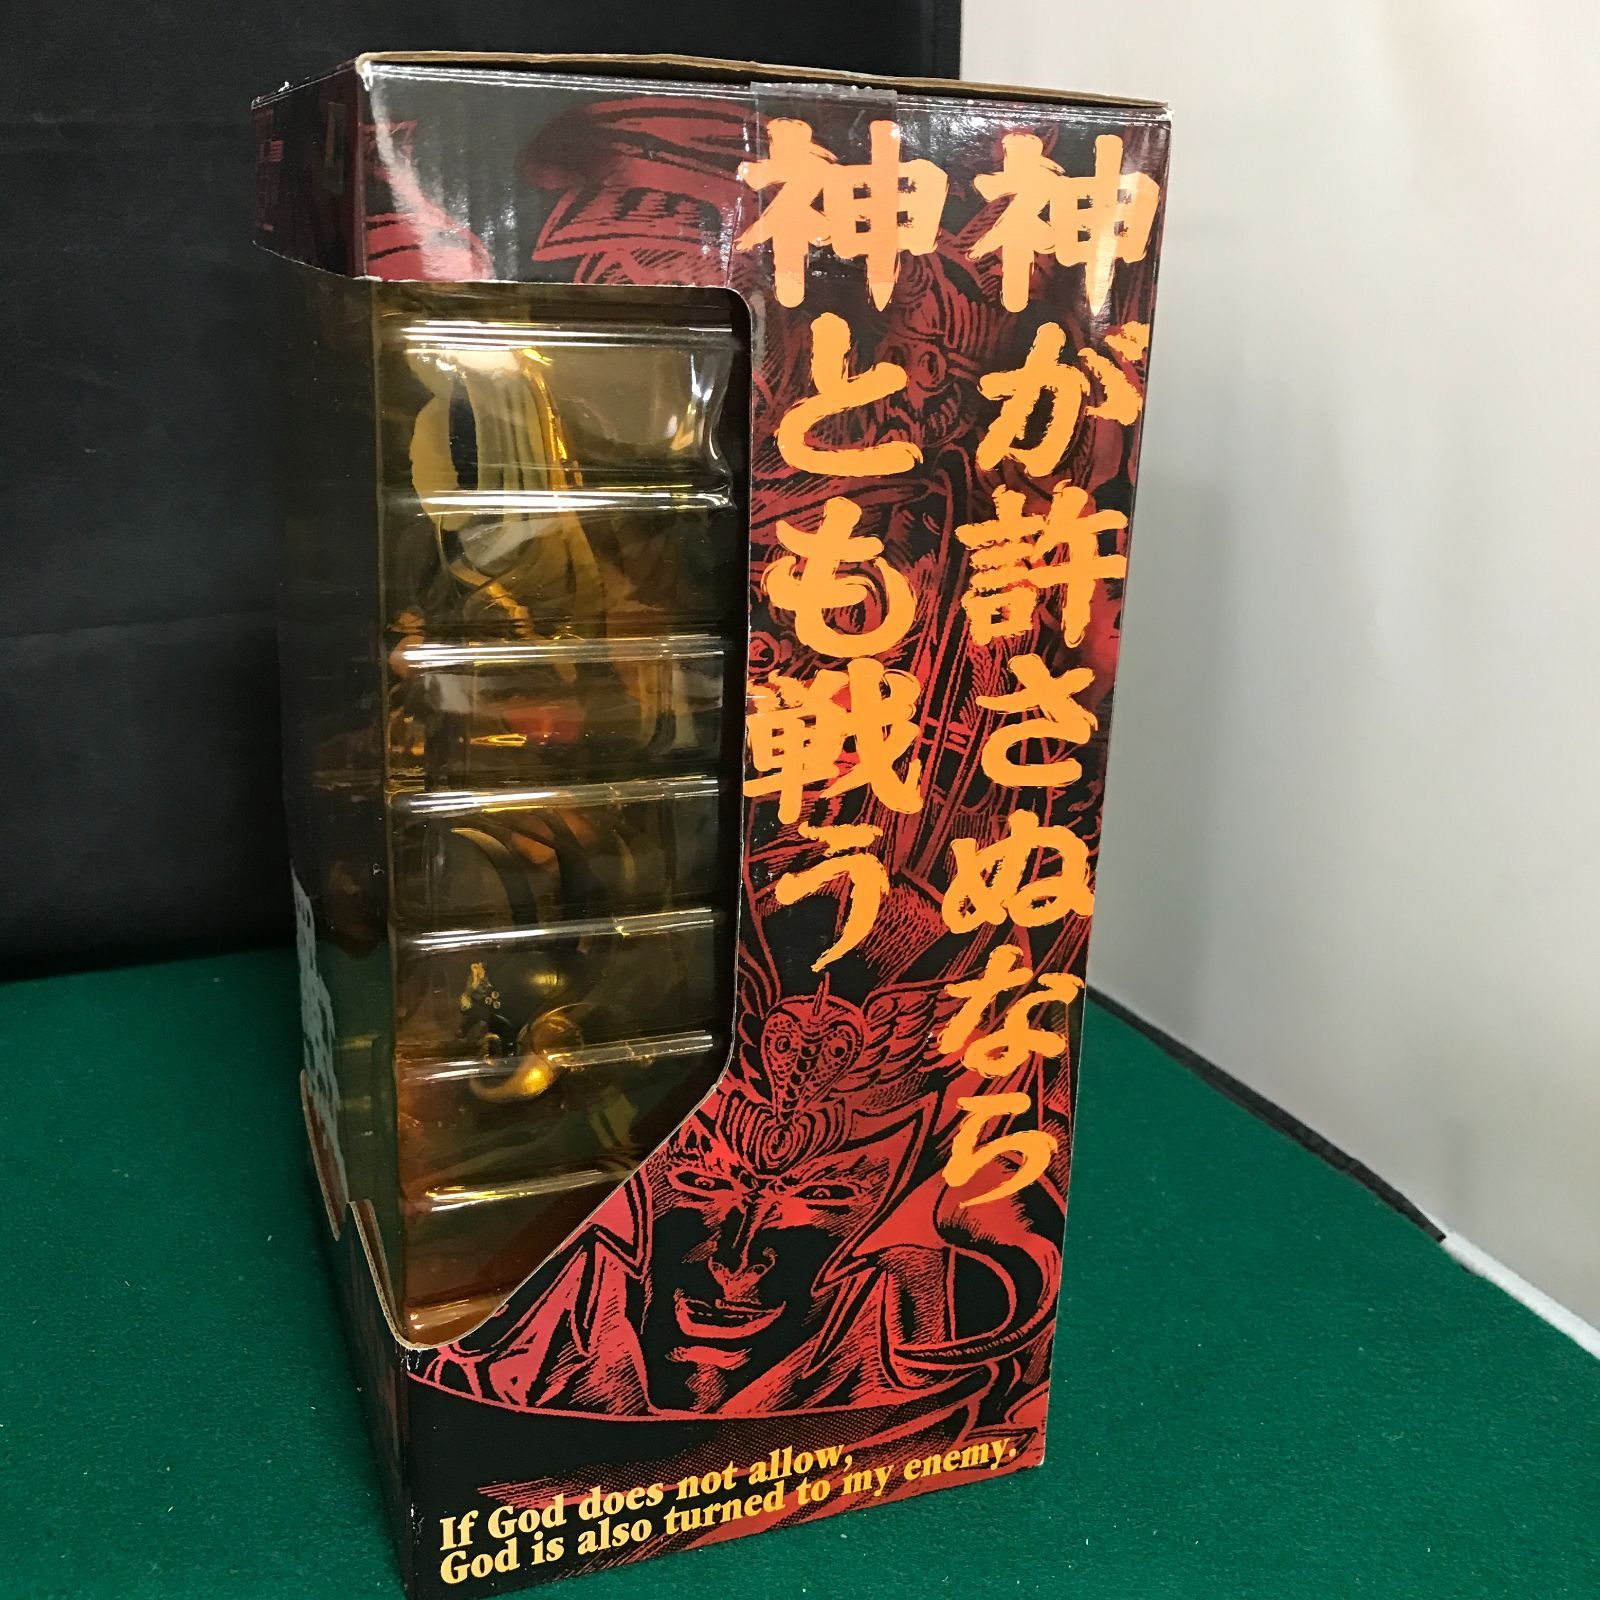 神が許さぬなら
神とも戦う
If God does not allow,
God is also turned to my enemy.